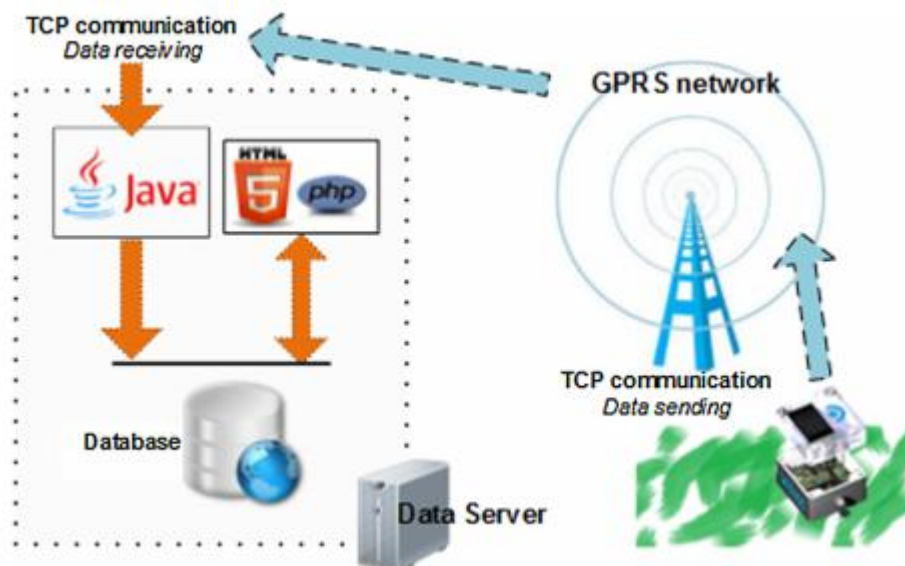 TCP communication
Data receiving
GPRS network
Java
HTML
5
php
TCP communication
Data sending
Database
Data Server